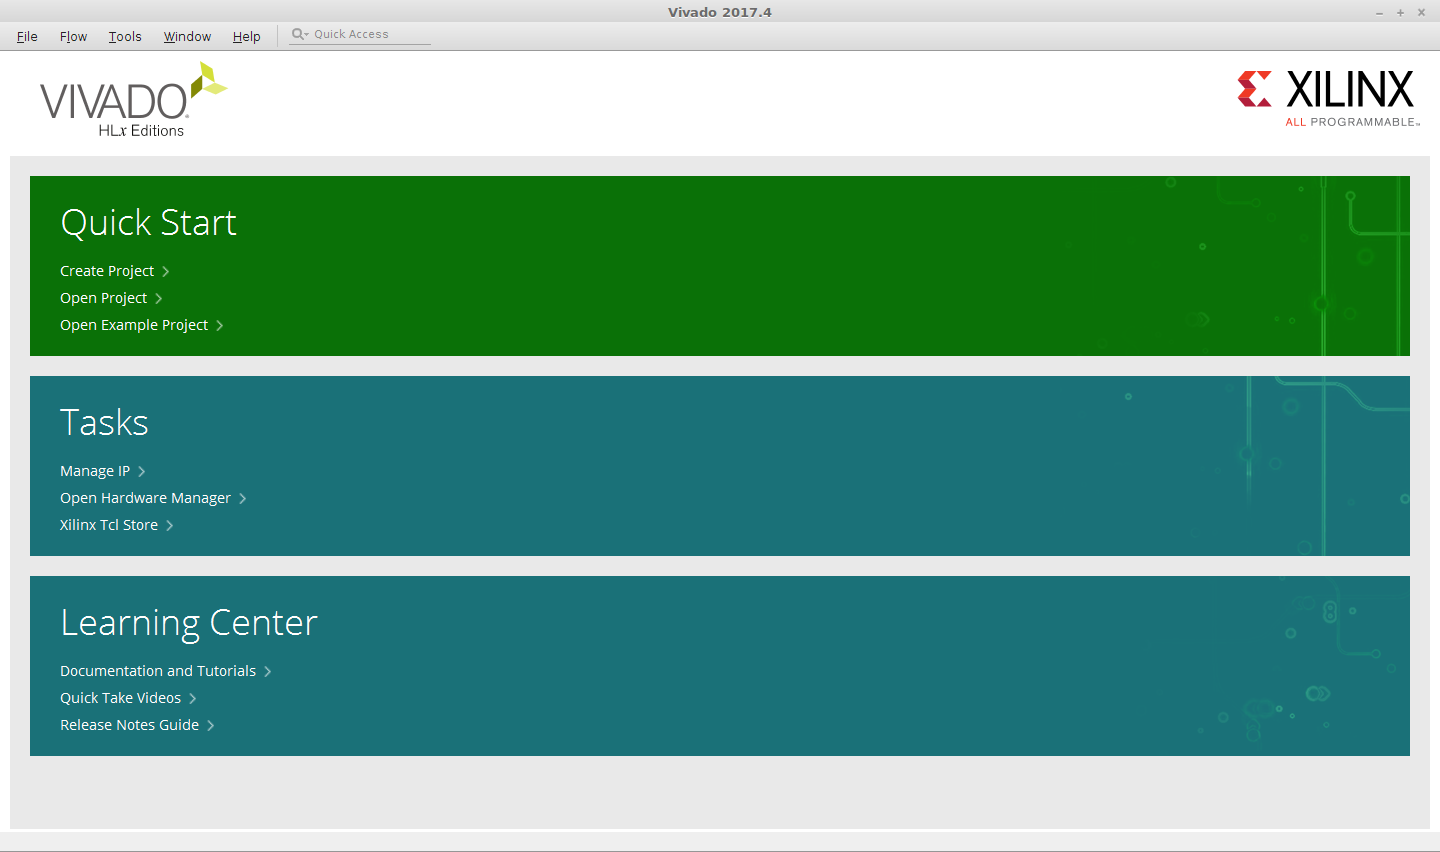 Vivado 2017.4
File Flow Tools Window Help Quick Access
VIVADO
HLx Editions
XILINX
ALL PROGRAMMABLE™
Quick Start
Create Project
Open Project
Open Example Project
Tasks
Manage IP
Open Hardware Manager
Xilinx Tcl Store
Learning Center
Documentation and Tutorials
Quick Take Videos
Release Notes Guide